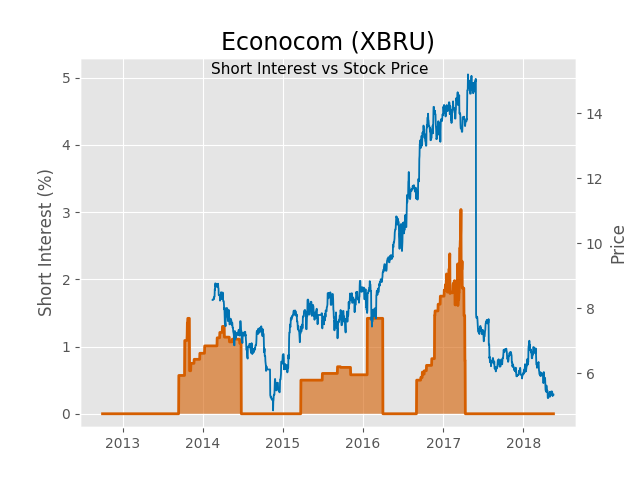 Econocom (XBRU)
Short Interest vs Stock Price
Short Interest (%)
5
4
3
2
1
0
14
12
10
8
6
Price
2013 2014 2015 2016 2017 2018